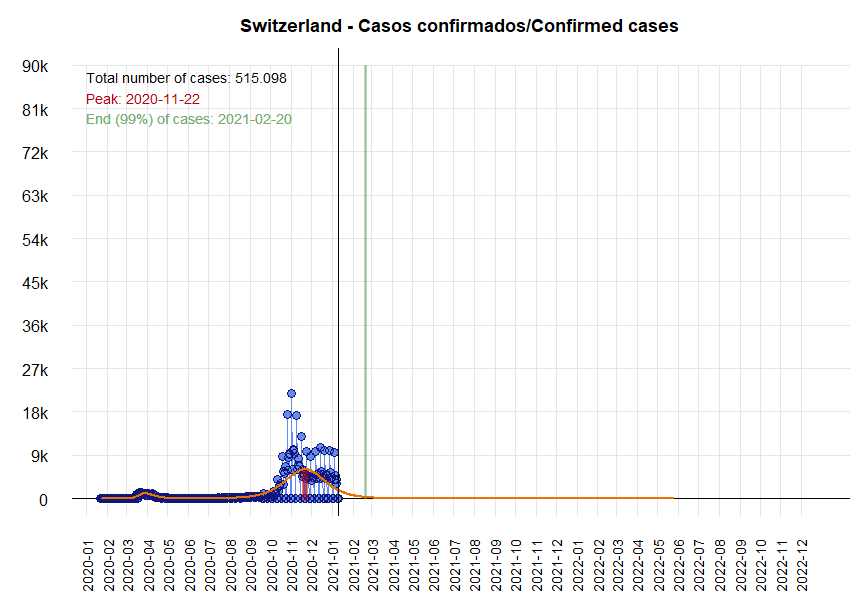 Switzerland - Casos confirmados/Confirmed cases
90k
Total number of cases: 515.098
Peak: 2020-11-22
81k
End (99%) of cases: 2021-02-20
72k
63k
54k
45k
36k
27k
18k
9k
0
2020-01
2020-02
2020-03
2020-04
2020-05
2020-06
2020-07
2020-08
2020-09
2020-10
2020-11
2020-12
2021-01
2021-02
2021-03
2021-04
2021-05
2021-06
2021-07
2021-08
2021-09
2021-10
2021-11
2021-12
2022-01
2022-02
2022-03
2022-04
2022-05
2022-06
2022-07
2022-08
2022-09
2022-10
2022-11
2022-12